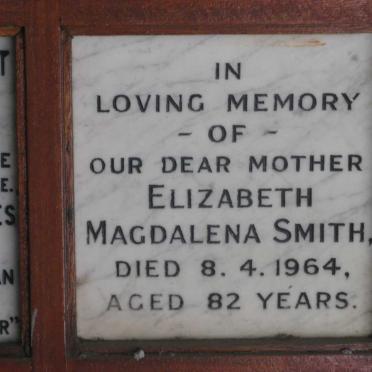 IN
LOVING MEMORY
- OF -
OUR DEAR MOTHER
ELIZABETH
MAGDALENA SMITH,
DIED 8. 4. 1964,
AGED 82 YEARS.